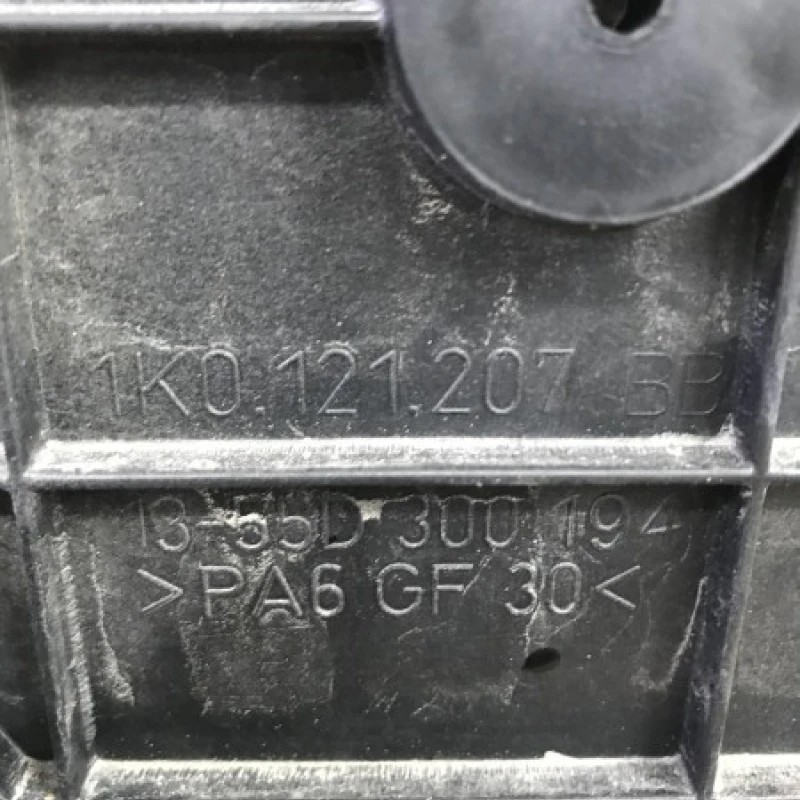 1K0.121.207 BB
13-55D 300 194
>PA6 GF 30<